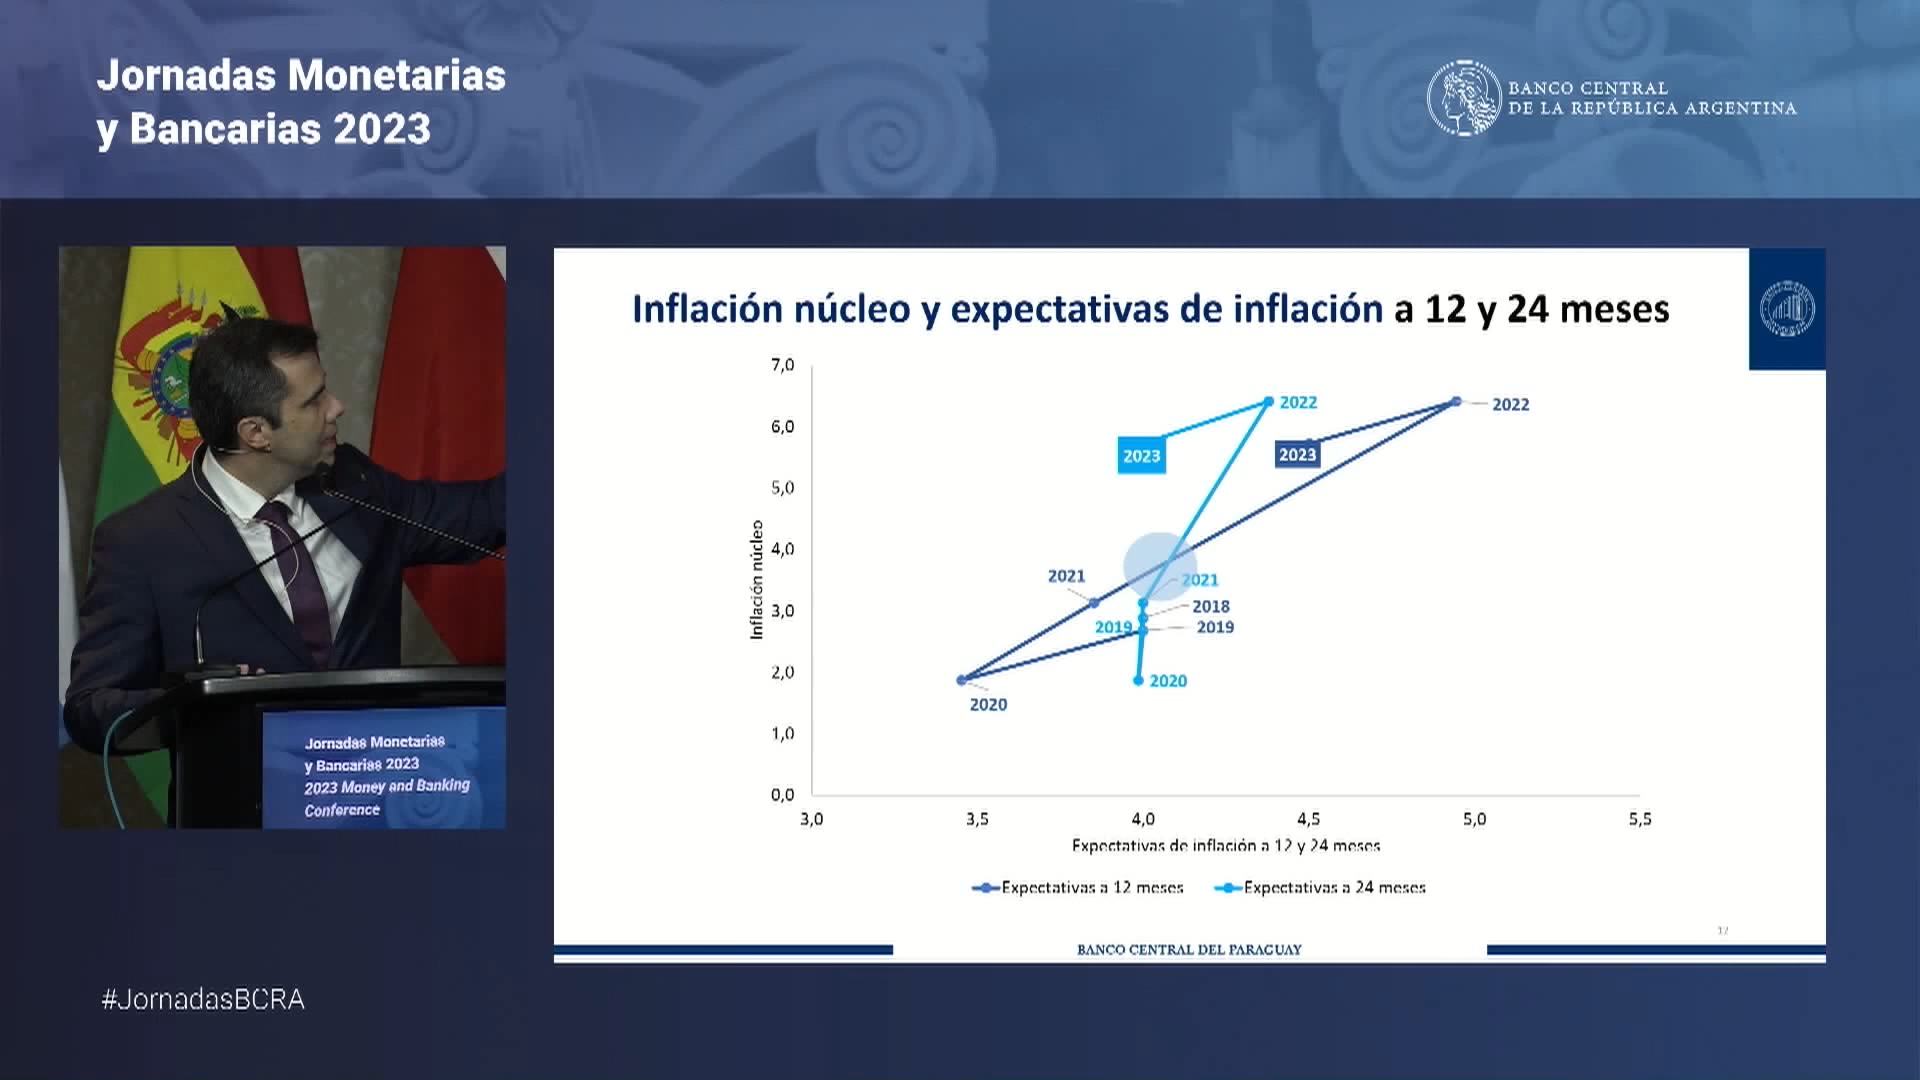 Jornadas Monetarias
y Bancarias 2023
BANCO CENTRAL
DE LA REPÚBLICA ARGENTINA
Jornadas Monetarias
y Bancarias 2023
2023 Money and Banking
Conference
Inflación núcleo y expectativas de inflación a 12 y 24 meses
7,0
6,0
5,0
4,0
3,0
2,0
1,0
0,0
Inflación núcleo
2022
2022
2023
2023
2021
2021
2018
2019
2019
2020
2020
3,0
3,5
4,0
4,5
5,0
5,5
Expectativas de inflación a 12 y 24 meses
Expectativas a 12 meses
Expectativas a 24 meses
BANCO CENTRAL DEL PARAGUAY
#JornadasBCRA